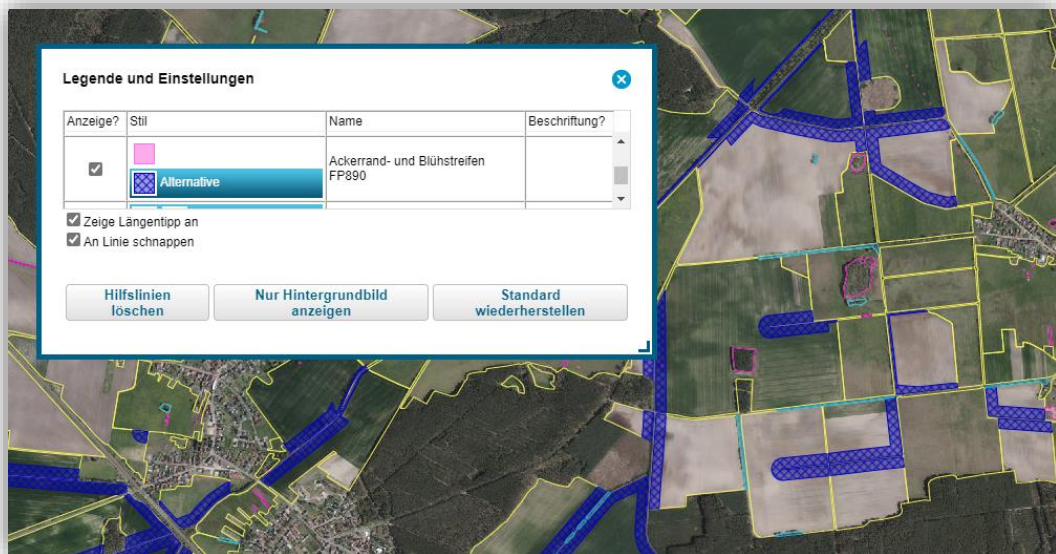 Legende und Einstellungen
Anzeige? Stil Name Beschriftung?
Ackerrand- und Blühstreifen
FP890
Alternative
Zeige Längentipp an
An Linie schnappen
Hilfslinien
löschen
Nur Hintergrundbild
anzeigen
Standard
wiederherstellen